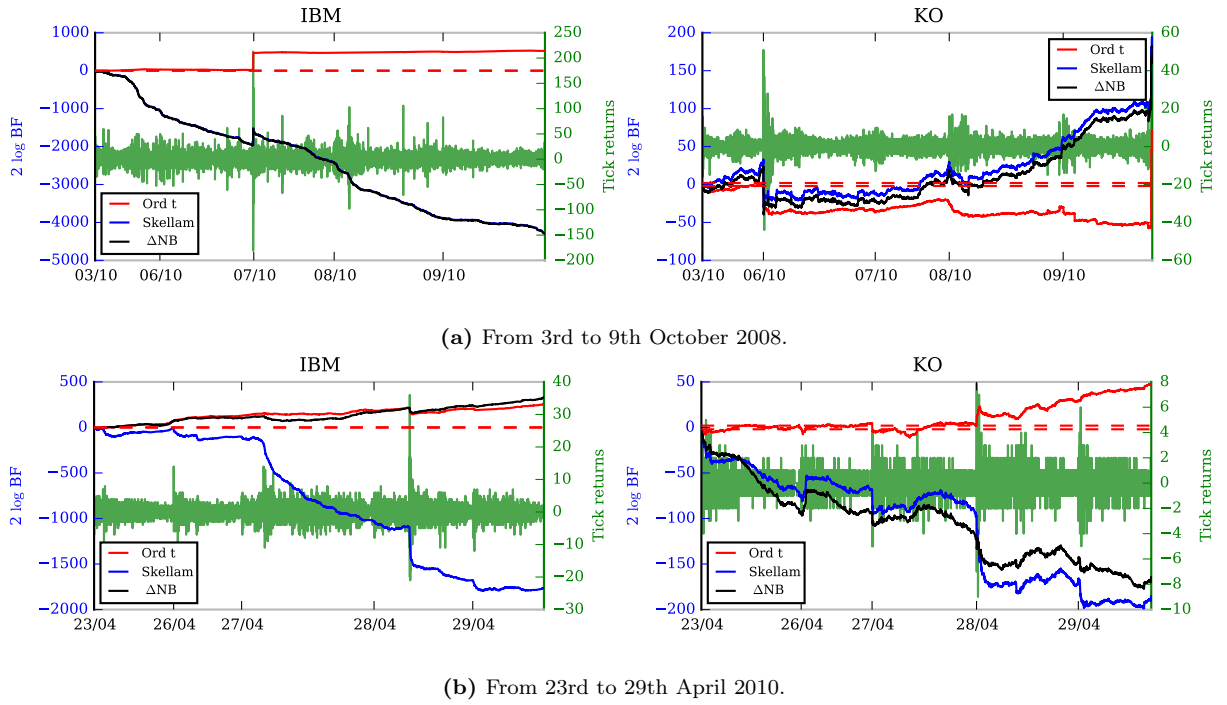 IBM
1000
0
−1000
−2000
−3000
−4000
−5000
2 log BF
250
200
150
100
50
0
−50
−100
−150
−200
Tick returns
Ord t
Skellam
ΔNB
03/10 06/10 07/10 08/10 09/10
KO
200
150
100
50
0
−50
−100
2 log BF
60
40
20
0
−20
−40
−60
Tick returns
Ord t
Skellam
ΔNB
03/10 06/10 07/10 08/10 09/10
(a) From 3rd to 9th October 2008.
IBM
500
0
−500
−1000
−1500
−2000
2 log BF
40
30
20
10
0
−10
−20
−30
Tick returns
Ord t
Skellam
ΔNB
23/04 26/04 27/04 28/04 29/04
KO
50
0
−50
−100
−150
−200
2 log BF
8
6
4
2
0
−2
−4
−6
−8
−10
Tick returns
Ord t
Skellam
ΔNB
23/04 26/04 27/04 28/04 29/04
(b) From 23rd to 29th April 2010.